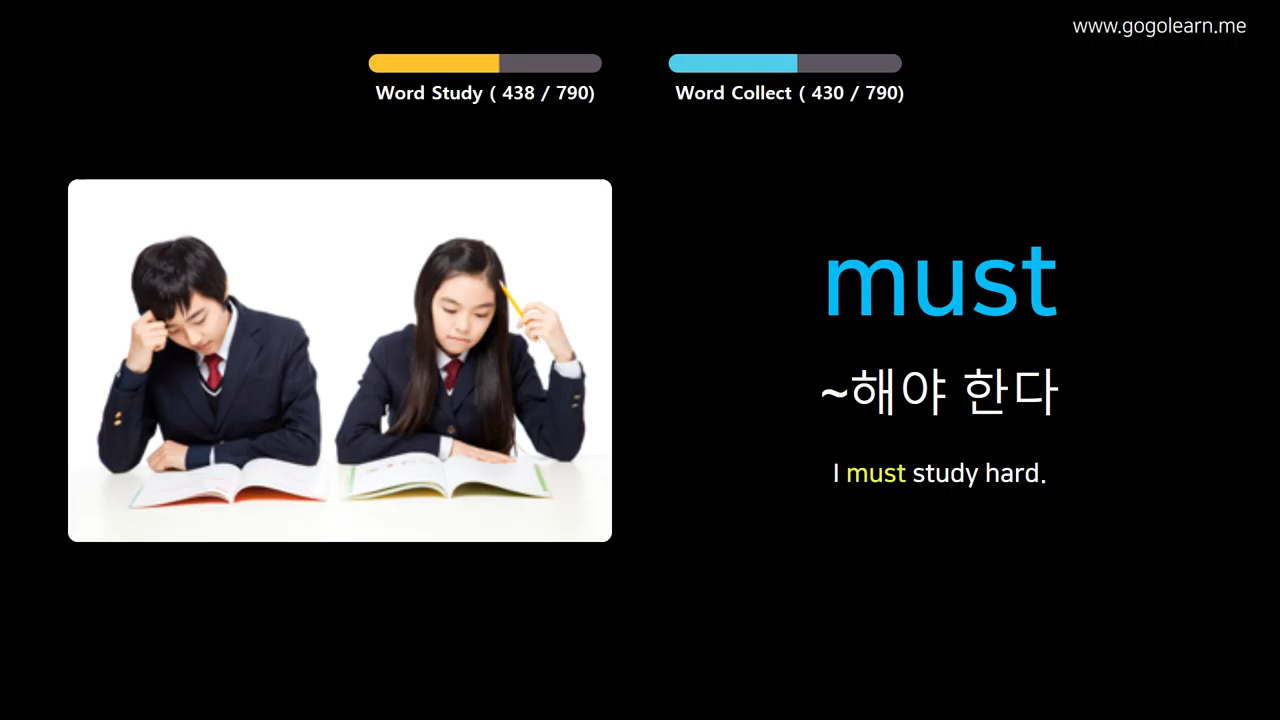 www.gogolearn.me
Word Study ( 438 / 790)
Word Collect ( 430 / 790)
must
~해야 한다
I must study hard.